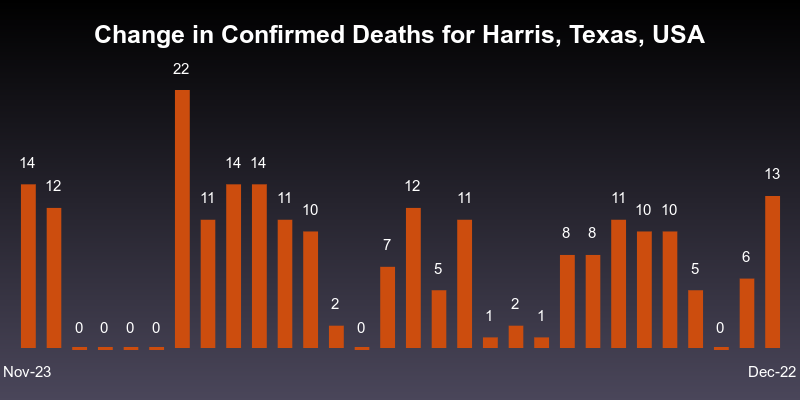 Change in Confirmed Deaths for Harris, Texas, USA
14 12 0 0 0 0 22 11 14 14 11 10 2 0 7 12 5 11 1 2 1 8 8 11 10 10 5 0 6 13
Nov-23 Dec-22